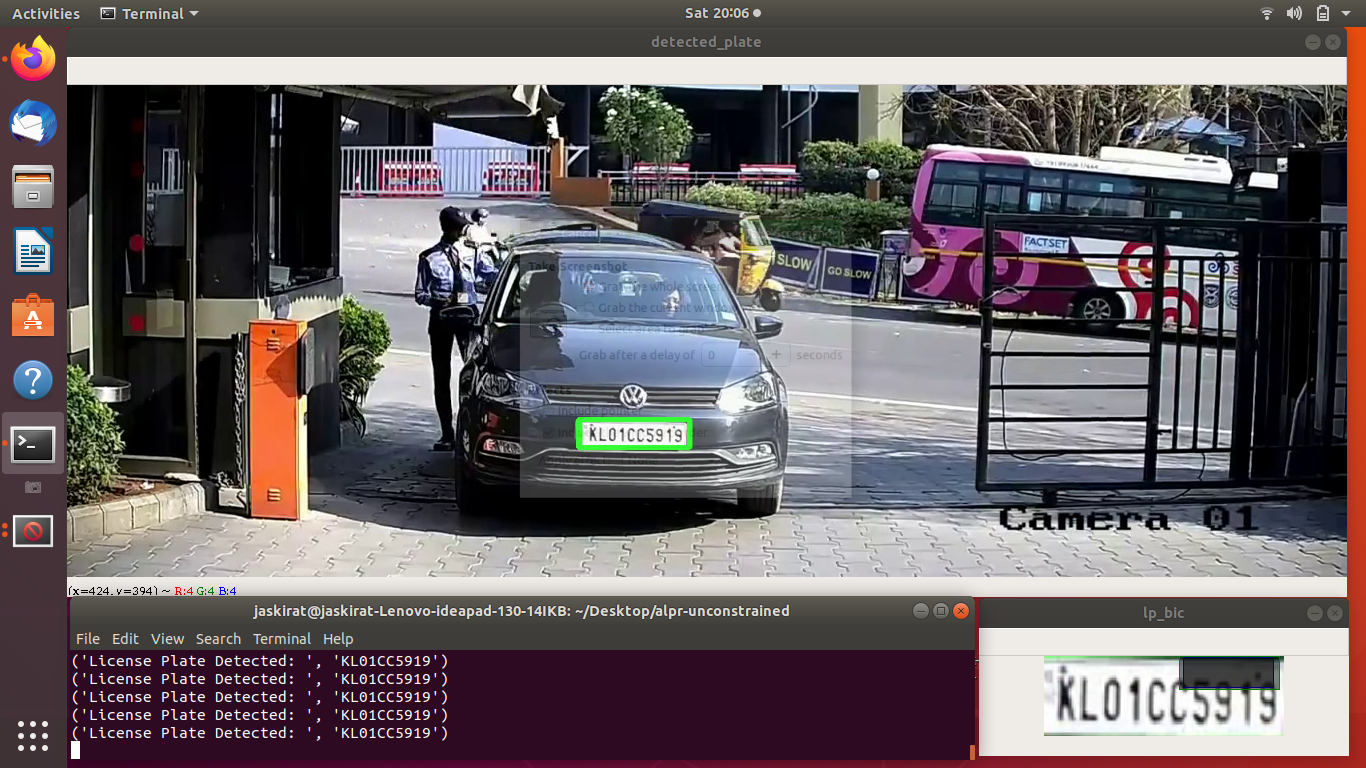 Activities Terminal Sat 20:06
detected_plate
FACTSET
SLOW
GO SLOW
Take Screenshot
Grab the whole screen
Grab the current window
Select area to grab
Grab after a delay of 0 + seconds
Include pointer
KL01CC5919
Camera 01
(x=424, y=394) ~ R:4 G:4 B:4
jaskirat@jaskirat-Lenovo-ideapad-130-14IKB: ~/Desktop/alpr-unconstrained
File Edit View Search Terminal Help
('License Plate Detected: ', 'KL01CC5919')
('License Plate Detected: ', 'KL01CC5919')
('License Plate Detected: ', 'KL01CC5919')
('License Plate Detected: ', 'KL01CC5919')
('License Plate Detected: ', 'KL01CC5919')
lp_bic
KL01CC5919